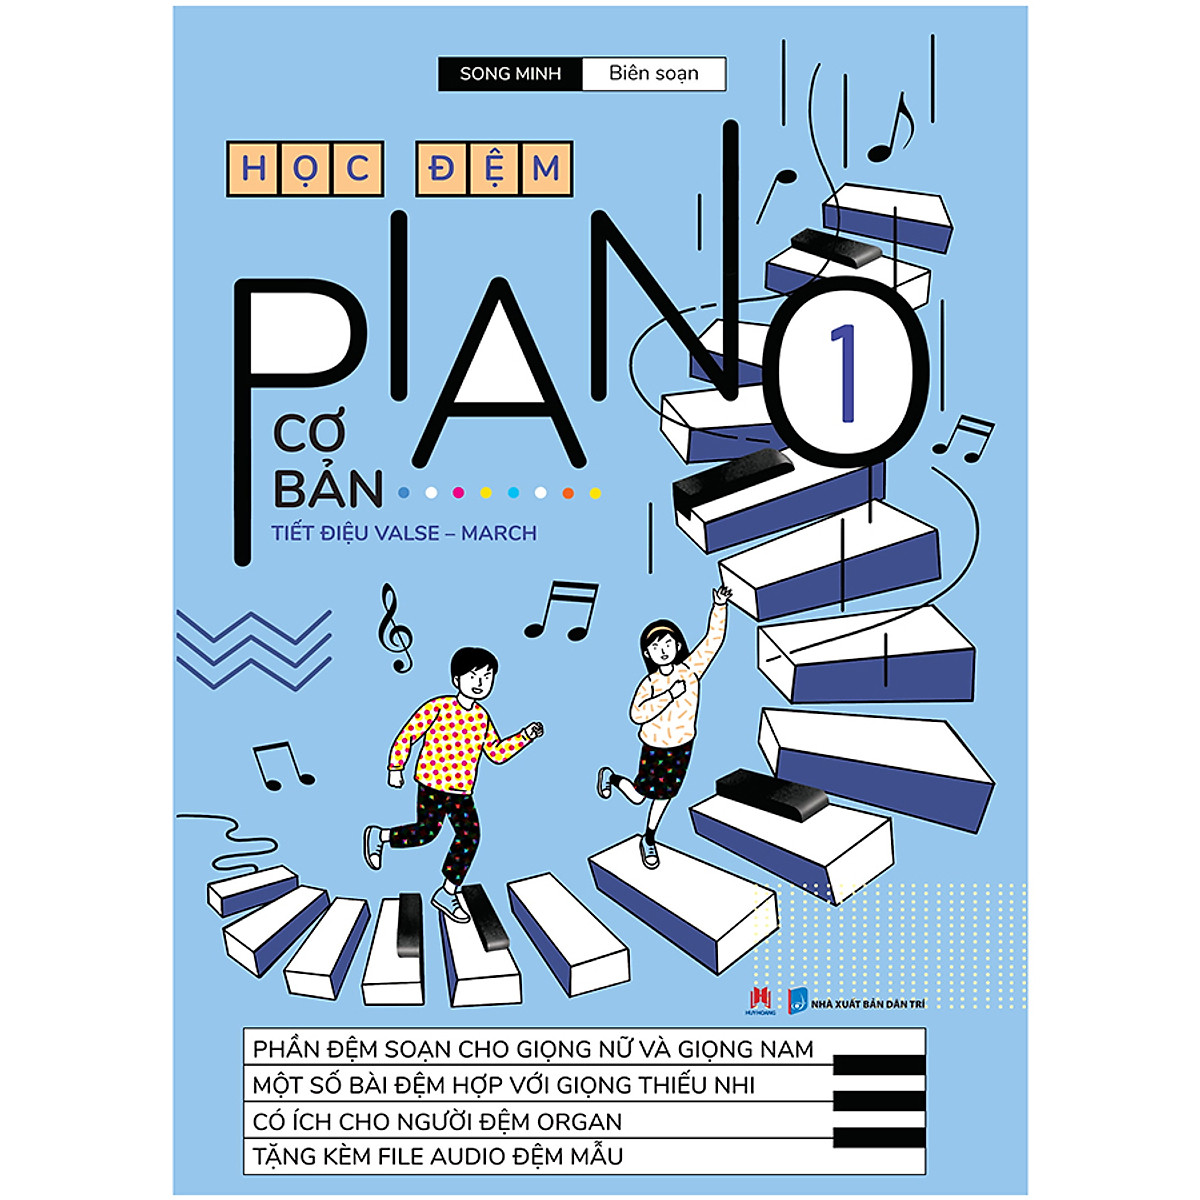 SONG MINH Biên soạn
HỌC ĐỆM
PIANO 1
CƠ
BẢN
TIẾT ĐIỆU VALSE – MARCH
HUYHOANG NHÀ XUẤT BẢN DÂN TRÍ
PHẦN ĐỆM SOẠN CHO GIỌNG NỮ VÀ GIỌNG NAM
MỘT SỐ BÀI ĐỆM HỢP VỚI GIỌNG THIẾU NHI
CÓ ÍCH CHO NGƯỜI ĐỆM ORGAN
TẶNG KÈM FILE AUDIO ĐỆM MẪU